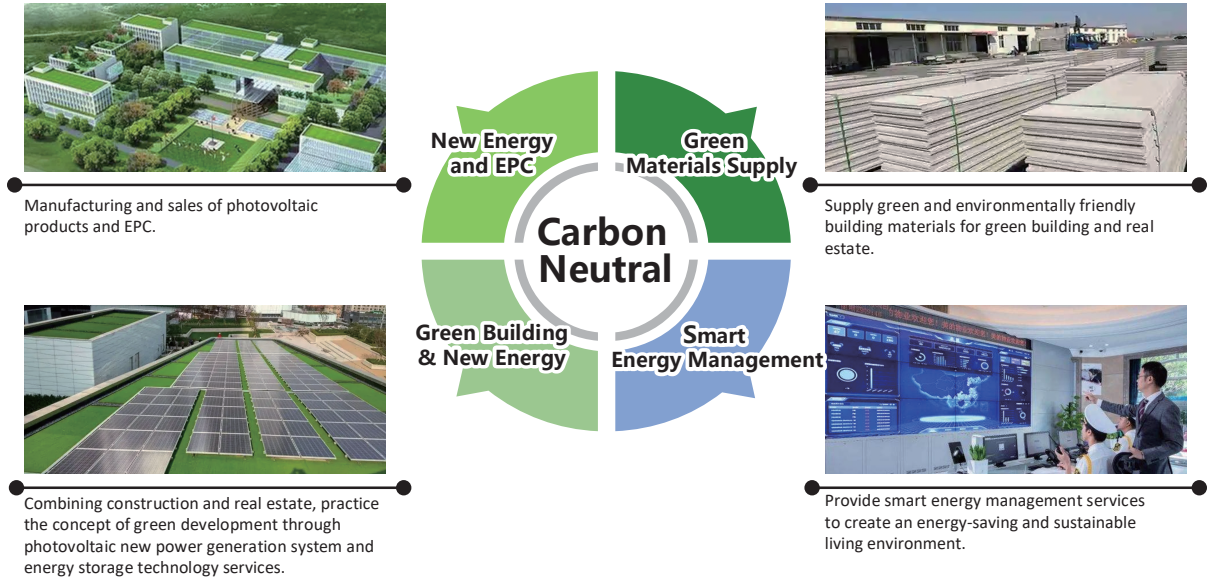 New Energy
and EPC
Green
Materials Supply
Manufacturing and sales of photovoltaic
products and EPC.
Supply green and environmentally friendly
building materials for green building and real
estate.
Carbon
Neutral
Green Building
& New Energy
Smart
Energy Management
Combining construction and real estate, practice
the concept of green development through
photovoltaic new power generation system and
energy storage technology services.
Provide smart energy management services
to create an energy-saving and sustainable
living environment.